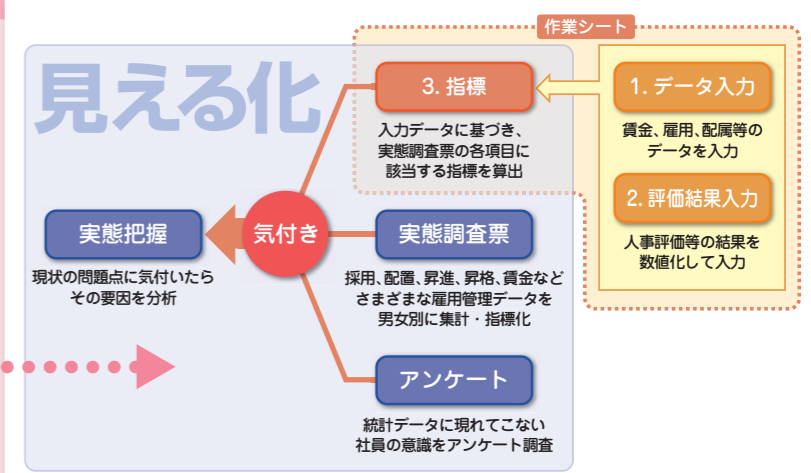 作業シート
見える化
3. 指標
入力データに基づき、
実態調査票の各項目に
該当する指標を算出
1. データ入力
賃金、雇用、配属等の
データを入力
2. 評価結果入力
人事評価等の結果を
数値化して入力
気付き
実態把握
現状の問題点に気付いたら
その要因を分析
実態調査票
採用、配置、昇進、昇格、賃金など
さまざまな雇用管理データを
男女別に集計・指標化
アンケート
統計データに現れてこない
社員の意識をアンケート調査